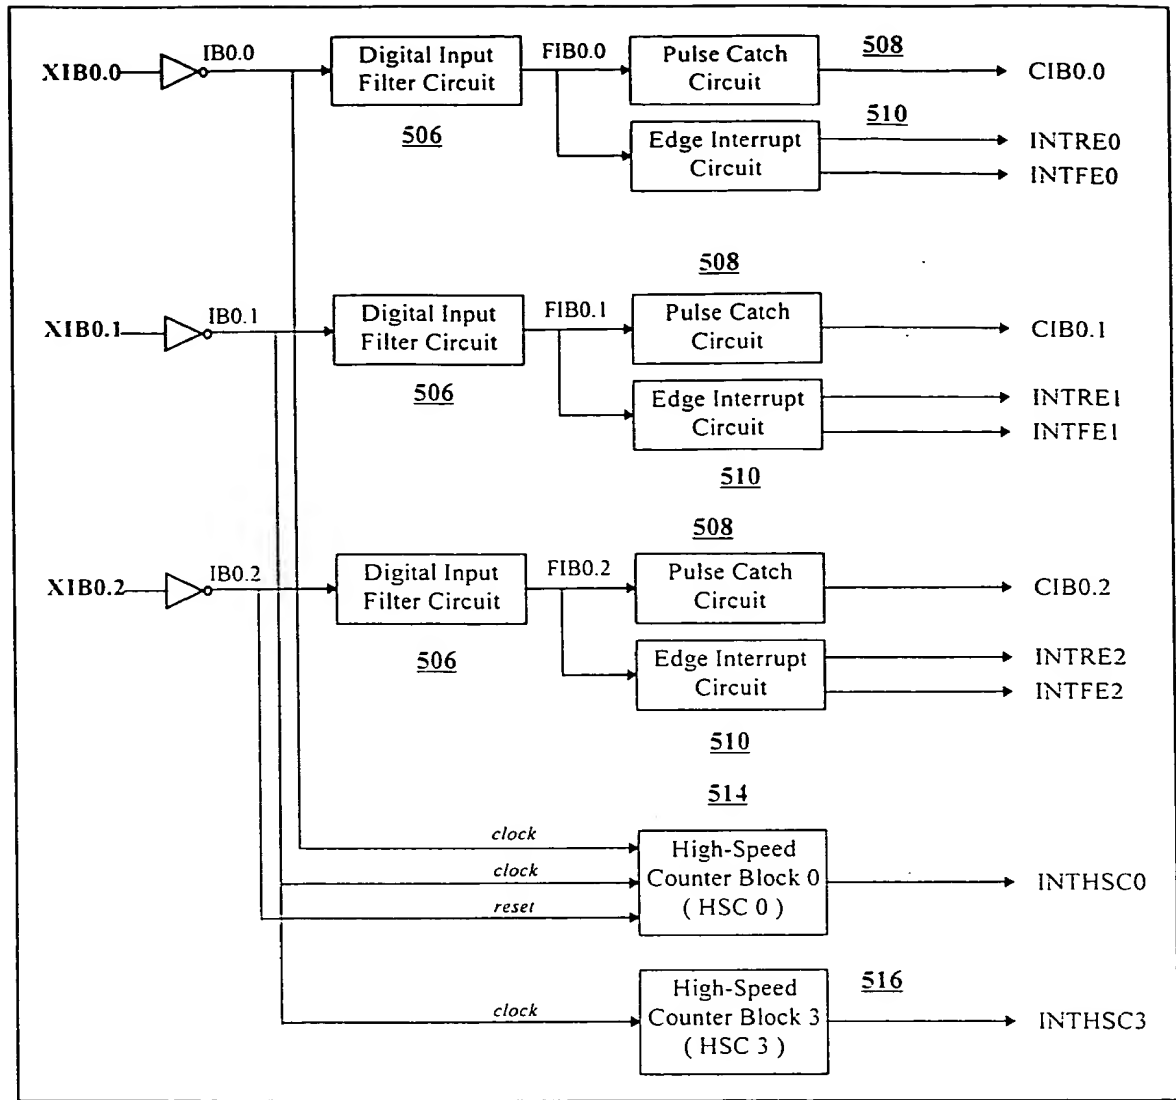 XIB0.0
IB0.0
Digital Input
Filter Circuit
506
FIB0.0
Pulse Catch
Circuit
508
CIB0.0
Edge Interrupt
Circuit
510
INTRE0
INTFE0
XIB0.1
IB0.1
Digital Input
Filter Circuit
506
FIB0.1
508
Pulse Catch
Circuit
CIB0.1
Edge Interrupt
Circuit
510
INTRE1
INTFE1
XIB0.2
IB0.2
Digital Input
Filter Circuit
506
FIB0.2
508
Pulse Catch
Circuit
CIB0.2
Edge Interrupt
Circuit
510
INTRE2
INTFE2
514
clock
clock
reset
High-Speed
Counter Block 0
( HSC 0 )
INTHSC0
clock
High-Speed
Counter Block 3
( HSC 3 )
516
INTHSC3